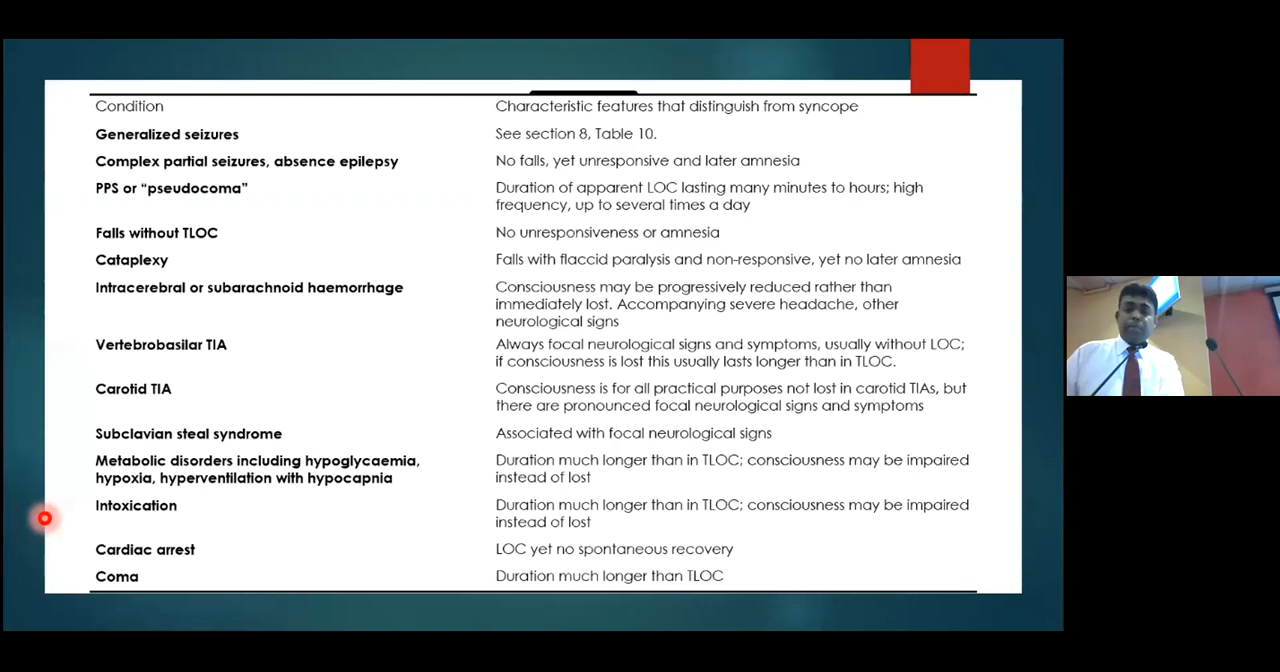 Condition
Characteristic features that distinguish from syncope
Generalized seizures
See section 8, Table 10.
Complex partial seizures, absence epilepsy
No falls, yet unresponsive and later amnesia
PPS or “pseudocoma”
Duration of apparent LOC lasting many minutes to hours; high
frequency, up to several times a day
Falls without TLOC
No unresponsiveness or amnesia
Cataplexy
Falls with flaccid paralysis and non-responsive, yet no later amnesia
Intracerebral or subarachnoid haemorrhage
Consciousness may be progressively reduced rather than
immediately lost. Accompanying severe headache, other
neurological signs
Vertebrobasilar TIA
Always focal neurological signs and symptoms, usually without LOC;
if consciousness is lost this usually lasts longer than in TLOC.
Carotid TIA
Consciousness is for all practical purposes not lost in carotid TIAs, but
there are pronounced focal neurological signs and symptoms
Subclavian steal syndrome
Associated with focal neurological signs
Metabolic disorders including hypoglycaemia,
hypoxia, hyperventilation with hypocapnia
Duration much longer than in TLOC; consciousness may be impaired
instead of lost
Intoxication
Duration much longer than in TLOC; consciousness may be impaired
instead of lost
Cardiac arrest
LOC yet no spontaneous recovery
Coma
Duration much longer than TLOC